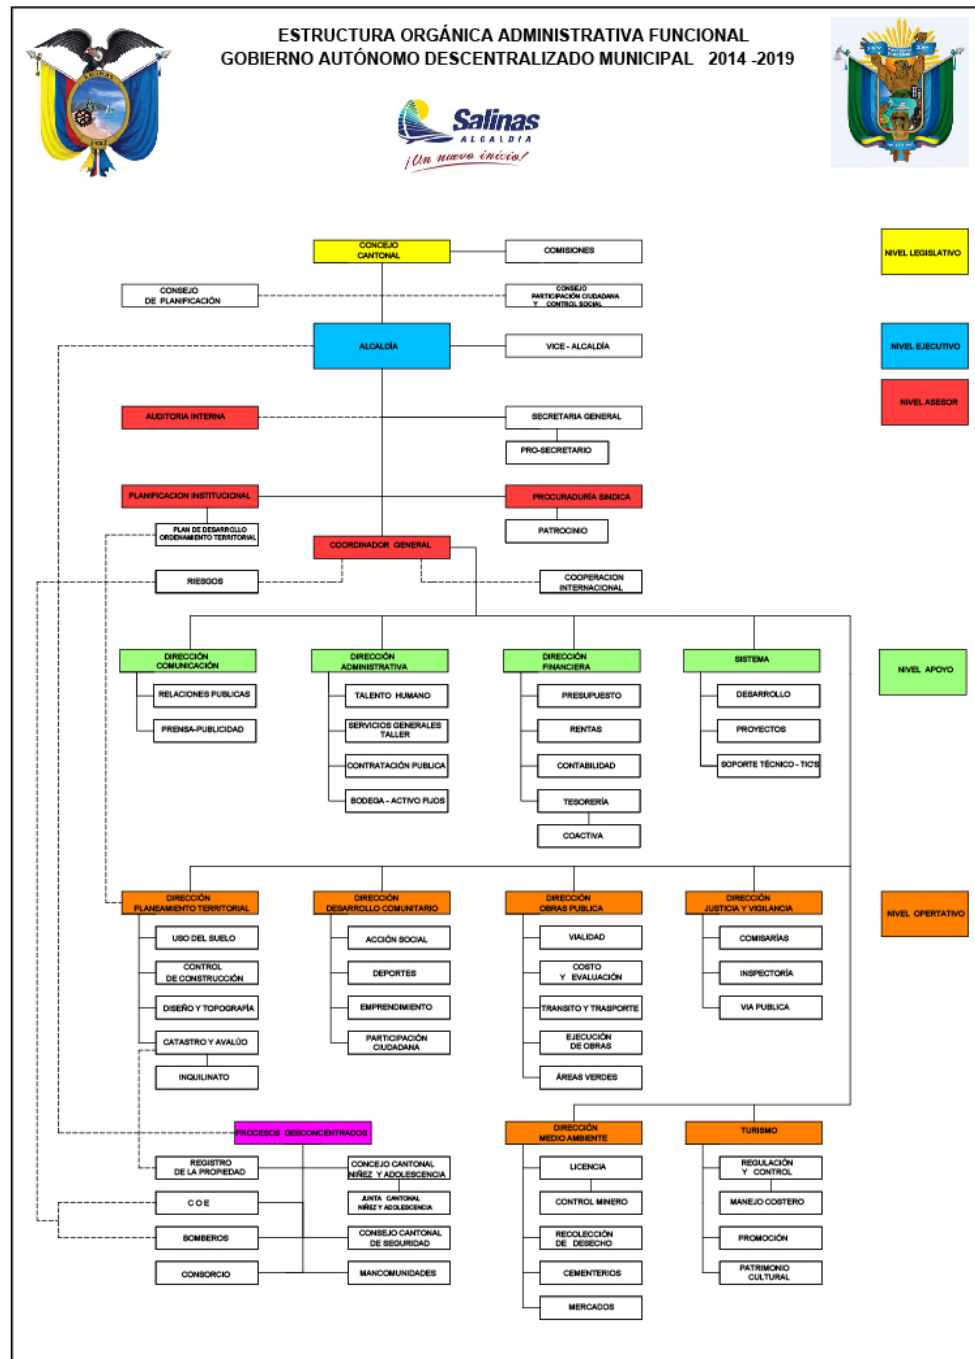 ESTRUCTURA ORGÁNICA ADMINISTRATIVA FUNCIONAL
GOBIERNO AUTÓNOMO DESCENTRALIZADO MUNICIPAL 2014 -2019
SALINAS
Salinas
ALCALDIA
¡Un nuevo inicio!
CONCEJO
CANTONAL
COMISIONES
NIVEL LEGISLATIVO
CONSEJO
DE PLANIFICACIÓN
CONSEJO
PARTICIPACIÓN CIUDADANA
Y CONTROL SOCIAL
ALCALDÍA
VICE - ALCALDÍA
NIVEL EJECUTIVO
NIVEL ASESOR
AUDITORIA INTERNA
SECRETARIA GENERAL
PRO-SECRETARIO
PLANIFICACION INSTITUCIONAL
PROCURADURÍA SINDICA
PLAN DE DESARROLLO
ORDENAMIENTO TERRITORIAL
PATROCINIO
COORDINADOR GENERAL
RIESGOS
COOPERACION
INTERNACIONAL
DIRECCIÓN
COMUNICACIÓN
DIRECCIÓN
ADMINISTRATIVA
DIRECCIÓN
FINANCIERA
SISTEMA
NIVEL APOYO
RELACIONES PUBLICAS
TALENTO HUMANO
PRESUPUESTO
DESARROLLO
PRENSA-PUBLICIDAD
SERVICIOS GENERALES
TALLER
RENTAS
PROYECTOS
CONTRATACIÓN PUBLICA
CONTABILIDAD
SOPORTE TÉCNICO - TIC'S
BODEGA - ACTIVO FIJOS
TESORERÍA
COACTIVA
DIRECCIÓN
PLANEAMIENTO TERRITORIAL
DIRECCIÓN
DESARROLLO COMUNITARIO
DIRECCIÓN
OBRAS PUBLICA
DIRECCIÓN
JUSTICIA Y VIGILANCIA
NIVEL OPERTATIVO
USO DEL SUELO
ACCIÓN SOCIAL
VIALIDAD
COMISARÍAS
CONTROL
DE CONSTRUCCIÓN
DEPORTES
COSTO
Y EVALUACIÓN
INSPECTORÍA
DISEÑO Y TOPOGRAFÍA
EMPRENDIMIENTO
TRANSITO Y TRASPORTE
VIA PUBLICA
CATASTRO Y AVALÚO
PARTICIPACIÓN
CIUDADANA
EJECUCIÓN
DE OBRAS
INQUILINATO
ÁREAS VERDES
PROCESOS DESCONCENTRADOS
DIRECCIÓN
MEDIO AMBIENTE
TURISMO
REGISTRO
DE LA PROPIEDAD
CONCEJO CANTONAL
NIÑEZ Y ADOLESCENCIA
LICENCIA
REGULACIÓN
Y CONTROL
C O E
JUNTA CANTONAL
NIÑEZ Y ADOLESCENCIA
CONTROL MINERO
MANEJO COSTERO
BOMBEROS
CONSEJO CANTONAL
DE SEGURIDAD
RECOLECCIÓN
DE DESECHO
PROMOCIÓN
CONSORCIO
MANCOMUNIDADES
CEMENTERIOS
PATRIMONIO
CULTURAL
MERCADOS